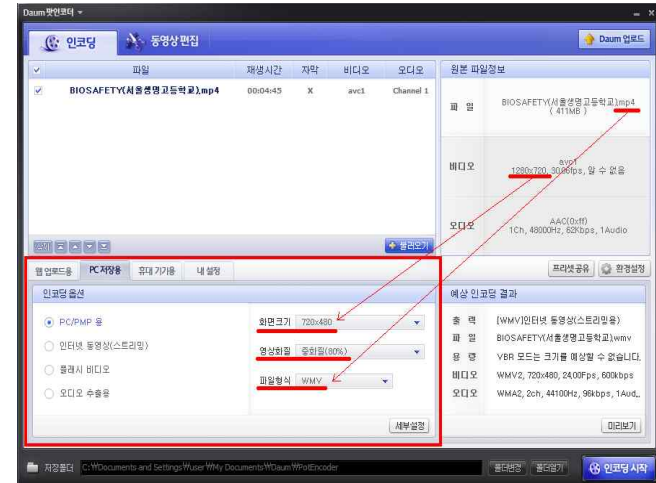 Daum팟인코더
인코딩 동영상편집 Daum 업로드
파일 재생시간 자막 비디오 오디오
BIOSAFETY(서울생명고등학교).mp4 00:04:45 X avc1 Channel 1
불러오기
원본 파일정보
파 일 BIOSAFETY(서울생명고등학교).mp4
( 411MB )
비디오 avc1
1280x720, 30.00fps, 알 수 없음
오디오 AAC(0xff)
1Ch, 48000Hz, 62Kbps, 1Audio
웹 업로드용 PC 저장용 휴대기기용 내 설정
프리셋공유 환경설정
인코딩 옵션
PC/PMP 용
인터넷 동영상(스트리밍)
플래시 비디오
오디오 추출용
화면크기 720x480
영상화질 중화질(80%)
파일형식 WMV
세부설정
예상 인코딩 결과
출 력 [WMV]인터넷 동영상(스트리밍용)
파 일 BIOSAFETY(서울생명고등학교).wmv
용 량 VBR 모드는 크기를 예상할 수 없습니다.
비디오 WMV2, 720x480, 24.00Fps, 600kbps
오디오 WMA2, 2ch, 44100Hz, 96kbps, 1Aud..
미리보기
저장폴더 C:\Documents and Settings\user\My Documents\Daum\PotEncoder
폴더변경 폴더열기 인코딩 시작